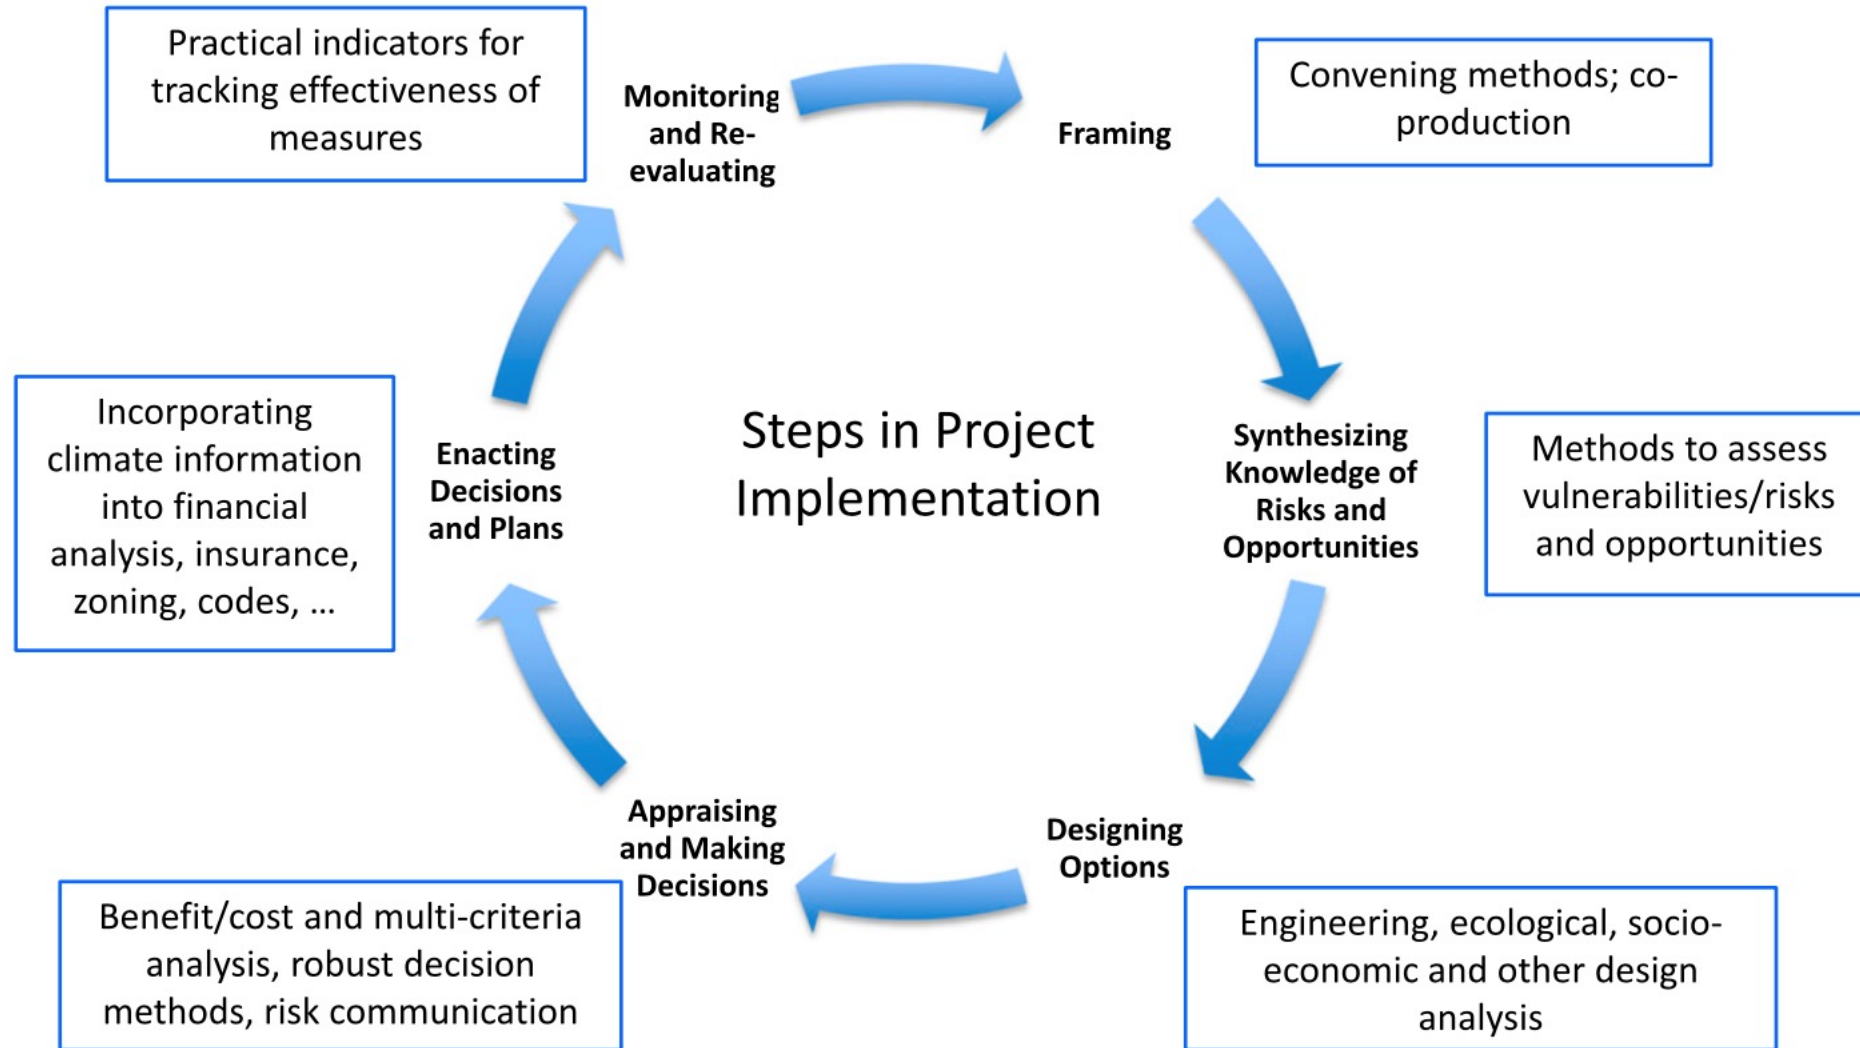 Practical indicators for
tracking effectiveness of
measures
Monitoring
and Re-
evaluating
Framing
Convening methods; co-
production
Incorporating
climate information
into financial
analysis, insurance,
zoning, codes, ...
Enacting
Decisions
and Plans
Steps in Project
Implementation
Synthesizing
Knowledge of
Risks and
Opportunities
Methods to assess
vulnerabilities/risks
and opportunities
Appraising
and Making
Decisions
Designing
Options
Benefit/cost and multi-criteria
analysis, robust decision
methods, risk communication
Engineering, ecological, socio-
economic and other design
analysis